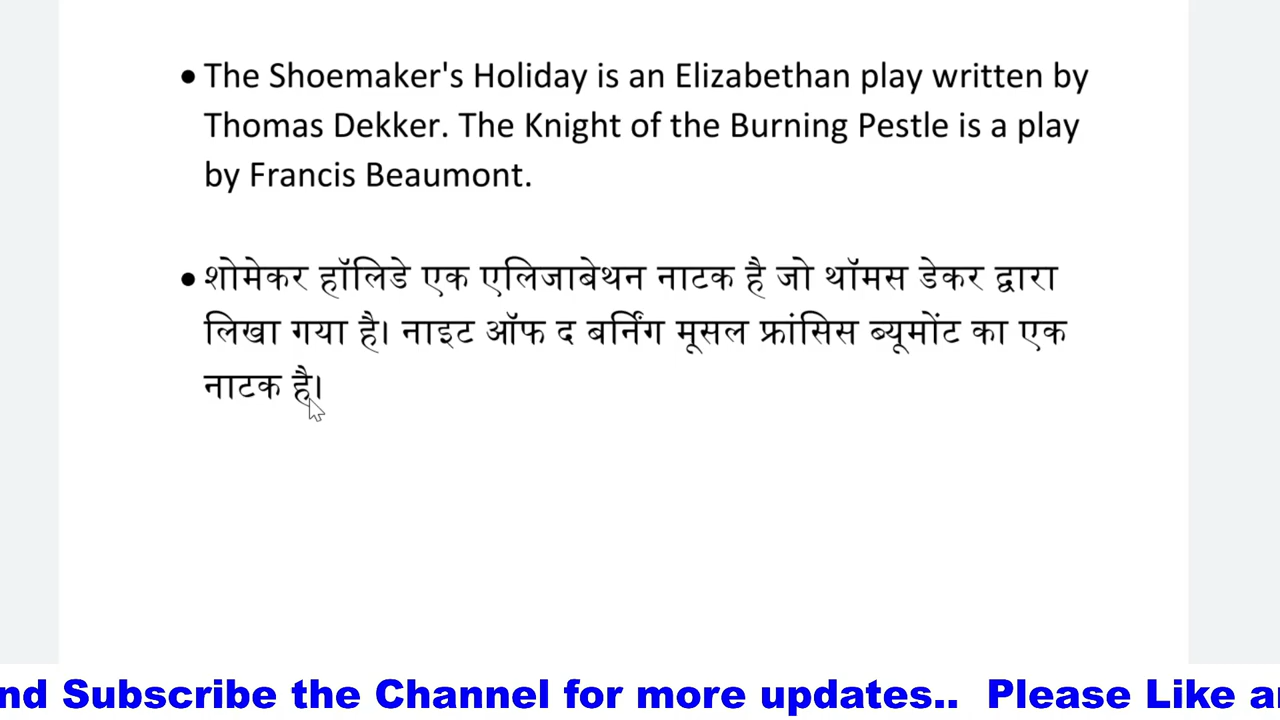 • The Shoemaker's Holiday is an Elizabethan play written by
Thomas Dekker. The Knight of the Burning Pestle is a play
by Francis Beaumont.
• शोमेकर हॉलिडे एक एलिजाबेथन नाटक है जो थॉमस डेकर द्वारा
लिखा गया है। नाइट ऑफ द बर्निंग मूसल फ्रांसिस ब्यूमोंट का एक
नाटक है।
nd Subscribe the Channel for more updates.. Please Like an